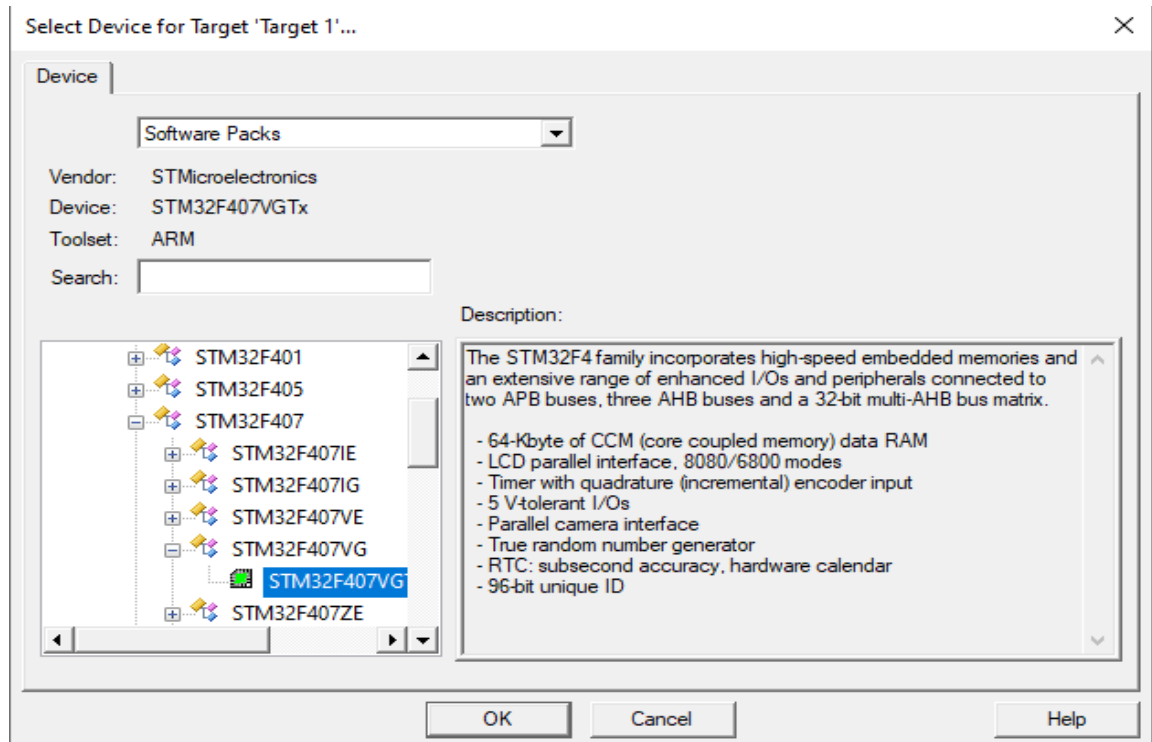 Select Device for Target 'Target 1'...
Device
Software Packs
Vendor: STMicroelectronics
Device: STM32F407VGTx
Toolset: ARM
Search:
Description:
STM32F401
STM32F405
STM32F407
STM32F407IE
STM32F407IG
STM32F407VE
STM32F407VG
STM32F407VGT
STM32F407ZE
The STM32F4 family incorporates high-speed embedded memories and
an extensive range of enhanced I/Os and peripherals connected to
two APB buses, three AHB buses and a 32-bit multi-AHB bus matrix.
- 64-Kbyte of CCM (core coupled memory) data RAM
- LCD parallel interface, 8080/6800 modes
- Timer with quadrature (incremental) encoder input
- 5 V-tolerant I/Os
- Parallel camera interface
- True random number generator
- RTC: subsecond accuracy, hardware calendar
- 96-bit unique ID
OK Cancel Help